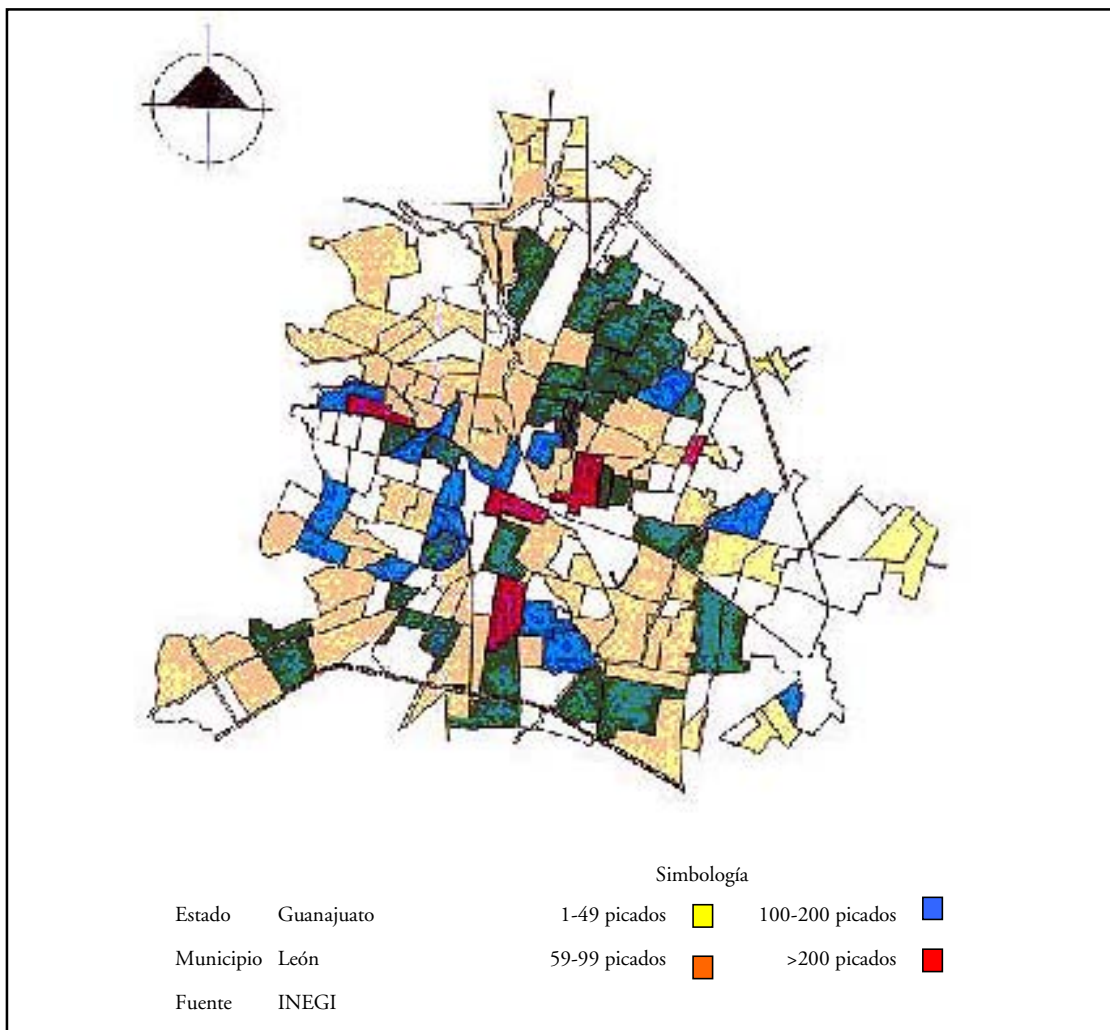 Simbología
Estado Guanajuato 1-49 picados 100-200 picados
Municipio León 59-99 picados >200 picados
Fuente INEGI